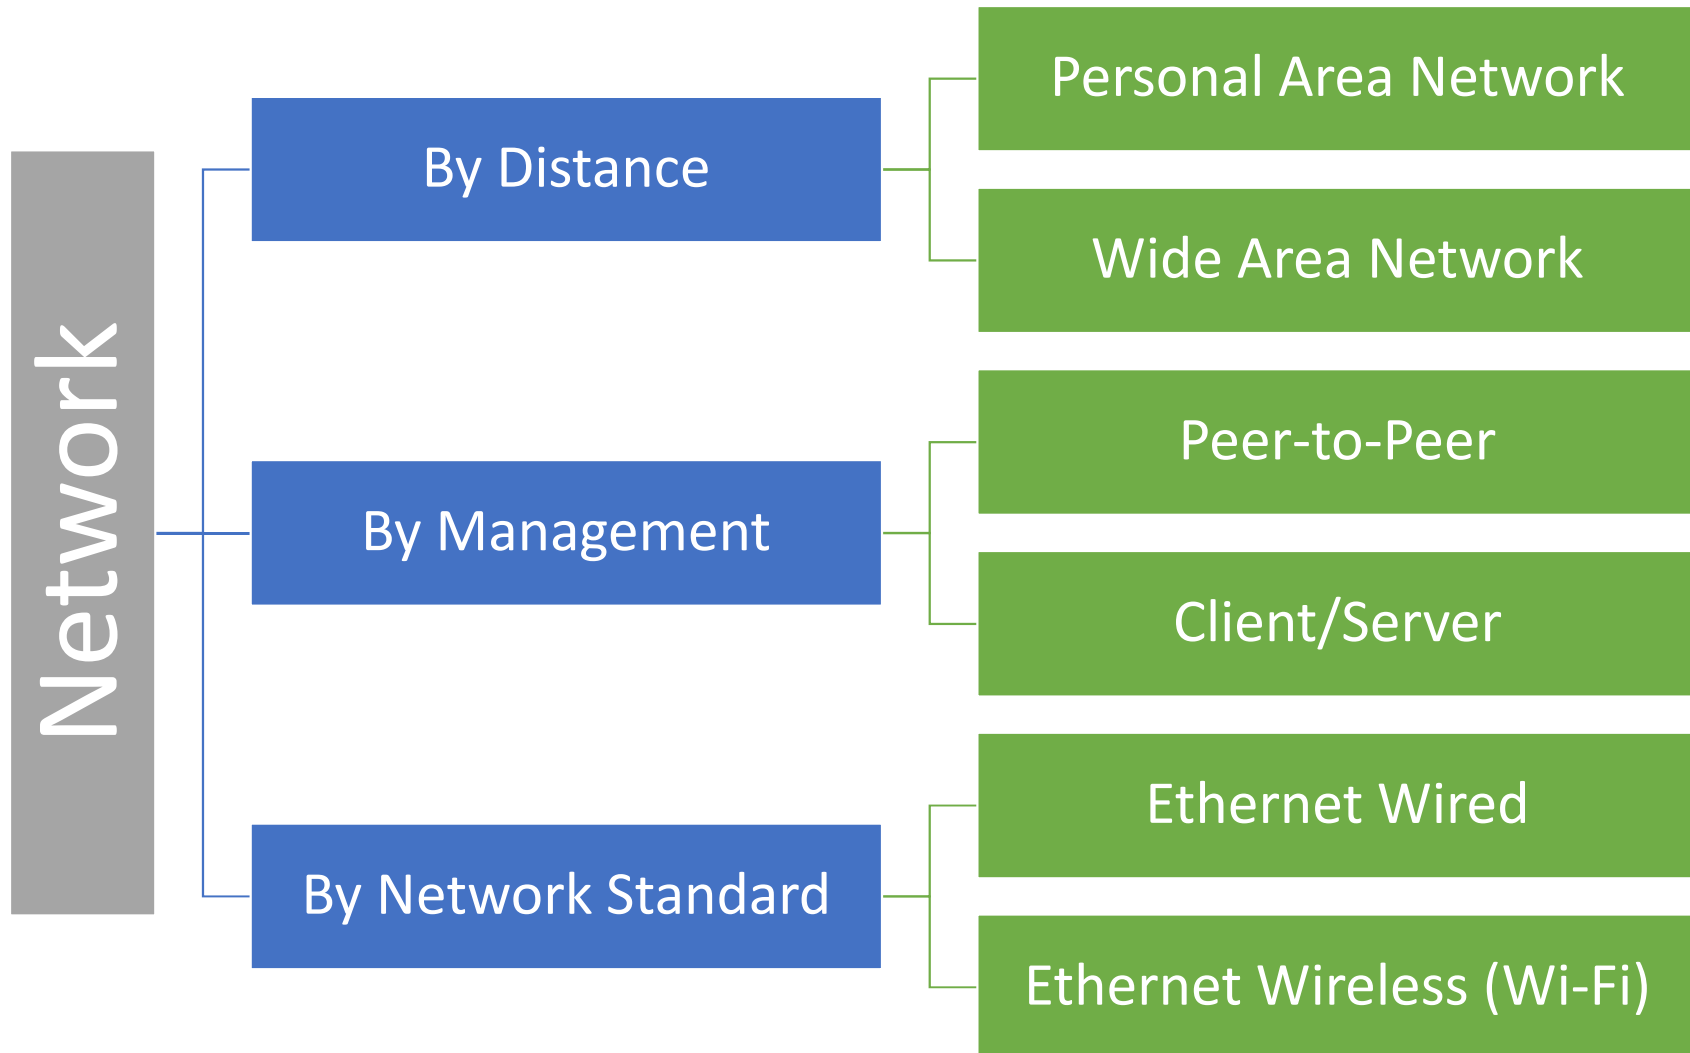 Network
By Distance
Personal Area Network
Wide Area Network
By Management
Peer-to-Peer
Client/Server
By Network Standard
Ethernet Wired
Ethernet Wireless (Wi-Fi)